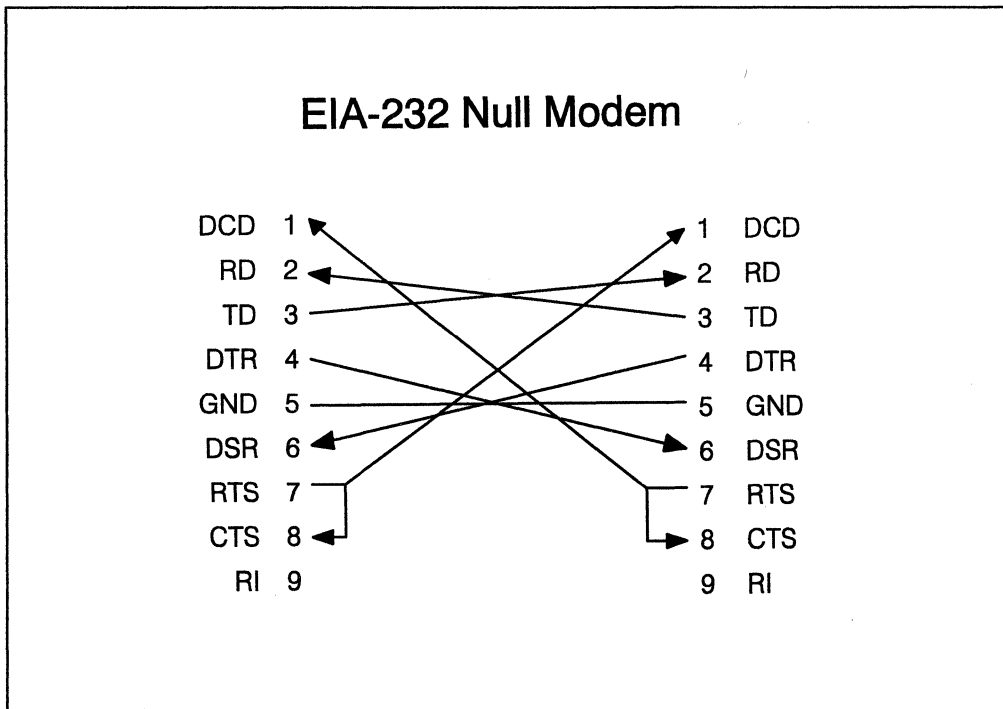 EIA-232 Null Modem
DCD 1 1 DCD
RD 2 2 RD
TD 3 3 TD
DTR 4 4 DTR
GND 5 5 GND
DSR 6 6 DSR
RTS 7 7 RTS
CTS 8 8 CTS
RI 9 9 RI